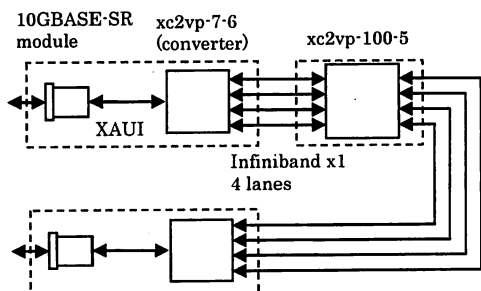 10GBASE-SR
module
xc2vp-7-6
(converter)
xc2vp-100-5
XAUI
Infiniband x1
4 lanes